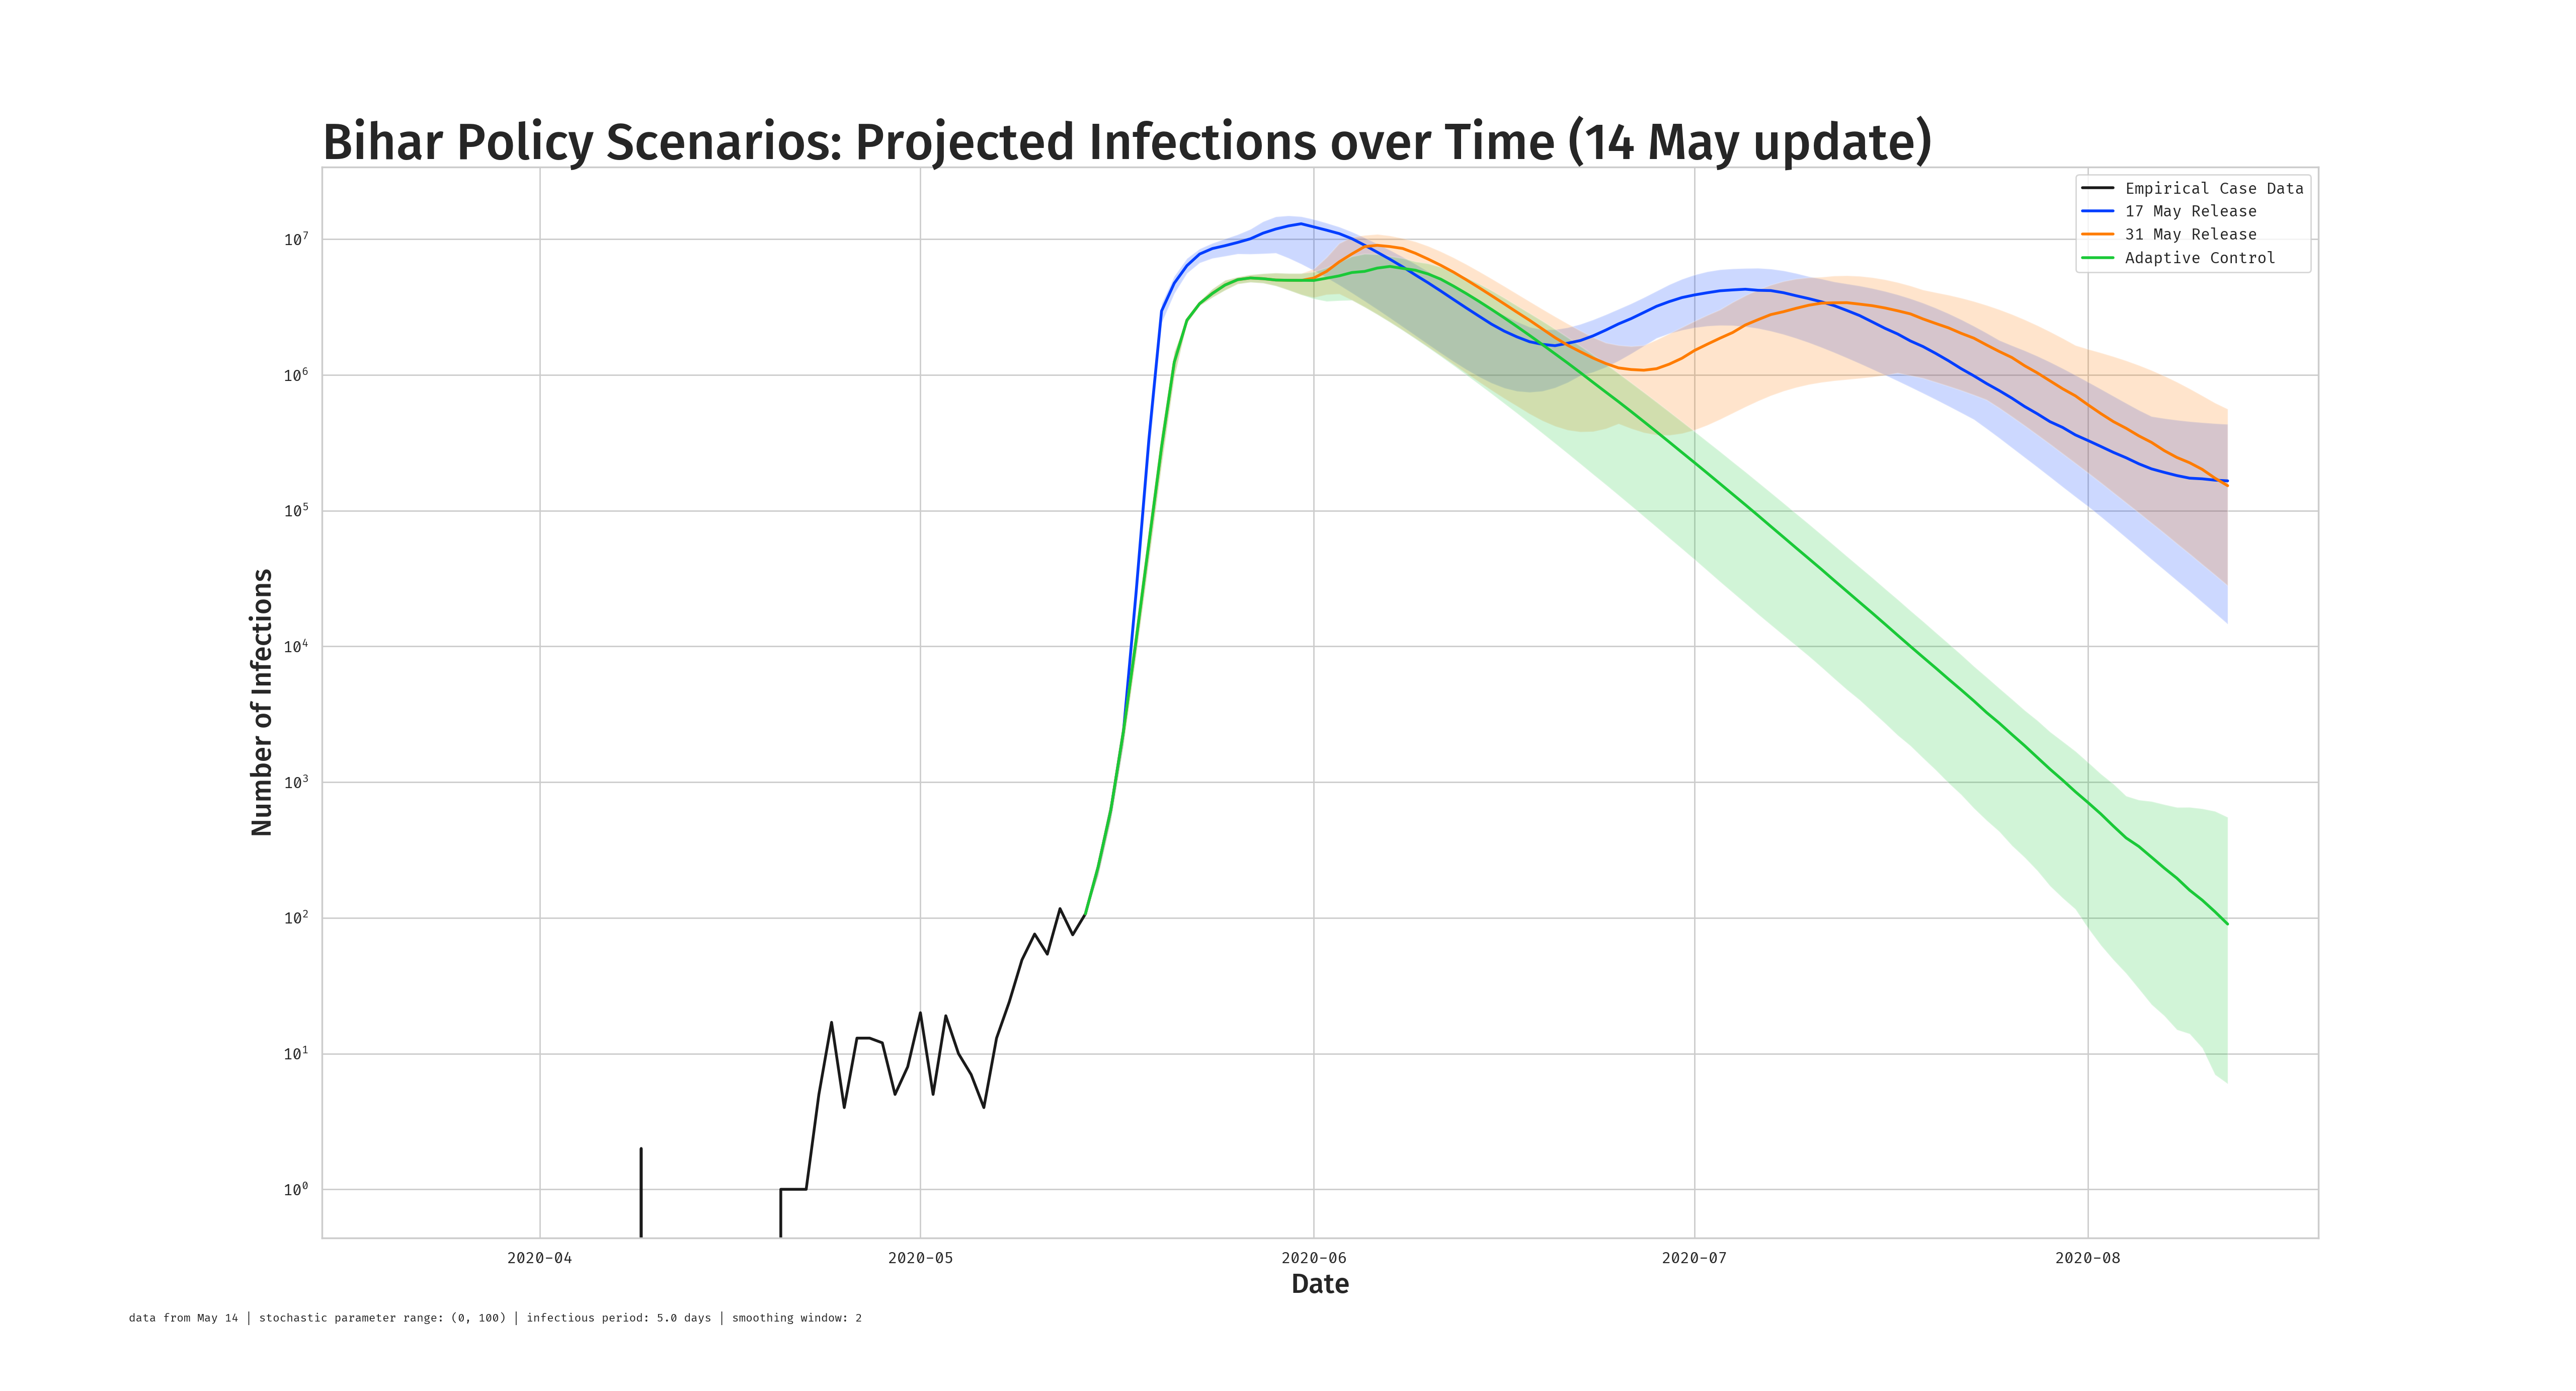 Bihar Policy Scenarios: Projected Infections over Time (14 May update)
Empirical Case Data
17 May Release
31 May Release
Adaptive Control
Number of Infections
10⁷
10⁶
10⁵
10⁴
10³
10²
10¹
10⁰
2020-04 2020-05 2020-06 2020-07 2020-08
Date
data from May 14 | stochastic parameter range: (0, 100) | infectious period: 5.0 days | smoothing window: 2